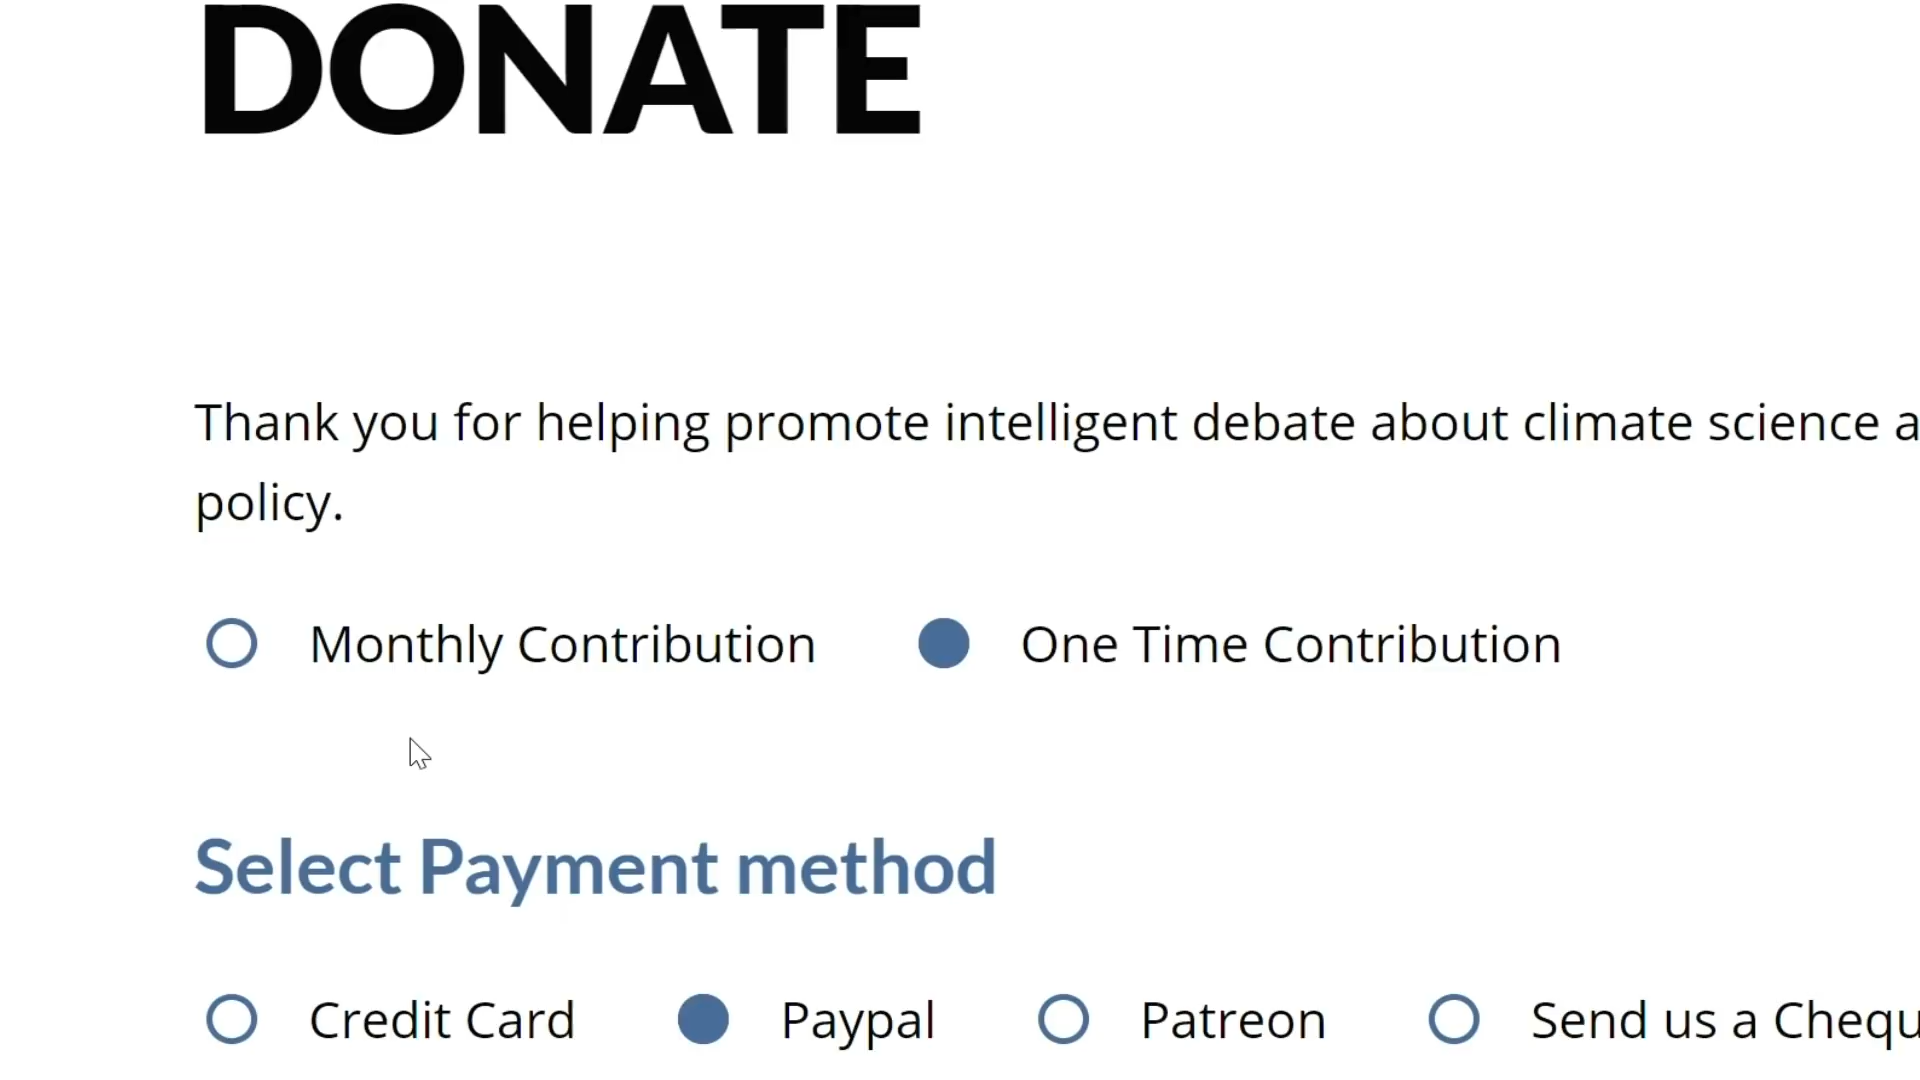 DONATE
Thank you for helping promote intelligent debate about climate science a
policy.
Monthly Contribution One Time Contribution
Select Payment method
Credit Card Paypal Patreon Send us a Chequ